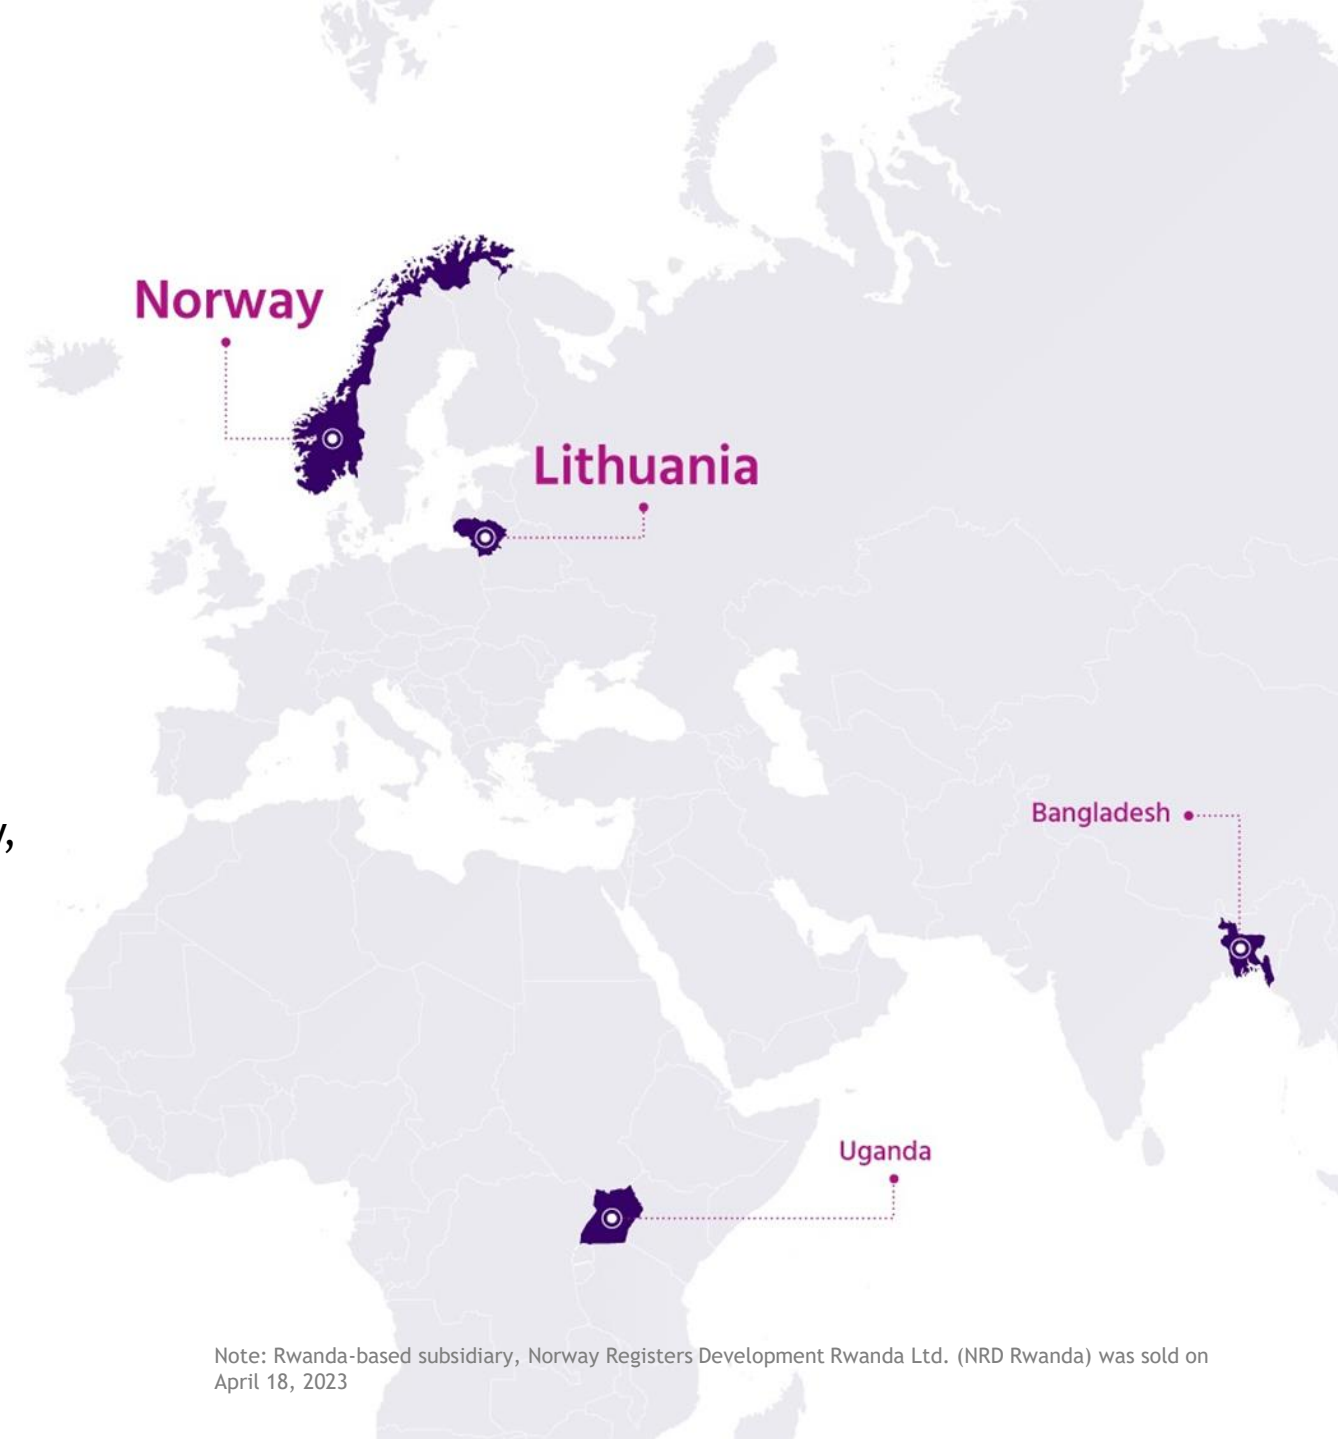 Norway
Lithuania
y,
Bangladesh
Uganda
Note: Rwanda-based subsidiary, Norway Registers Development Rwanda Ltd. (NRD Rwanda) was sold on
April 18, 2023